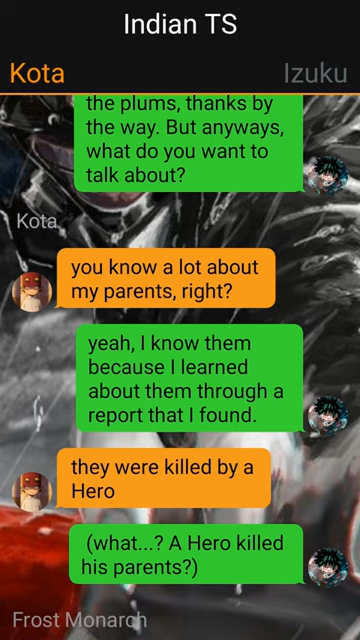 Indian TS
Kota
Izuku
the plums, thanks by
the way. But anyways,
what do you want to
talk about?
Kota
you know a lot about
my parents, right?
yeah, I know them
because I learned
about them through a
report that I found.
they were killed by a
Hero
(what...? A Hero killed
his parents?)
Frost Monarch